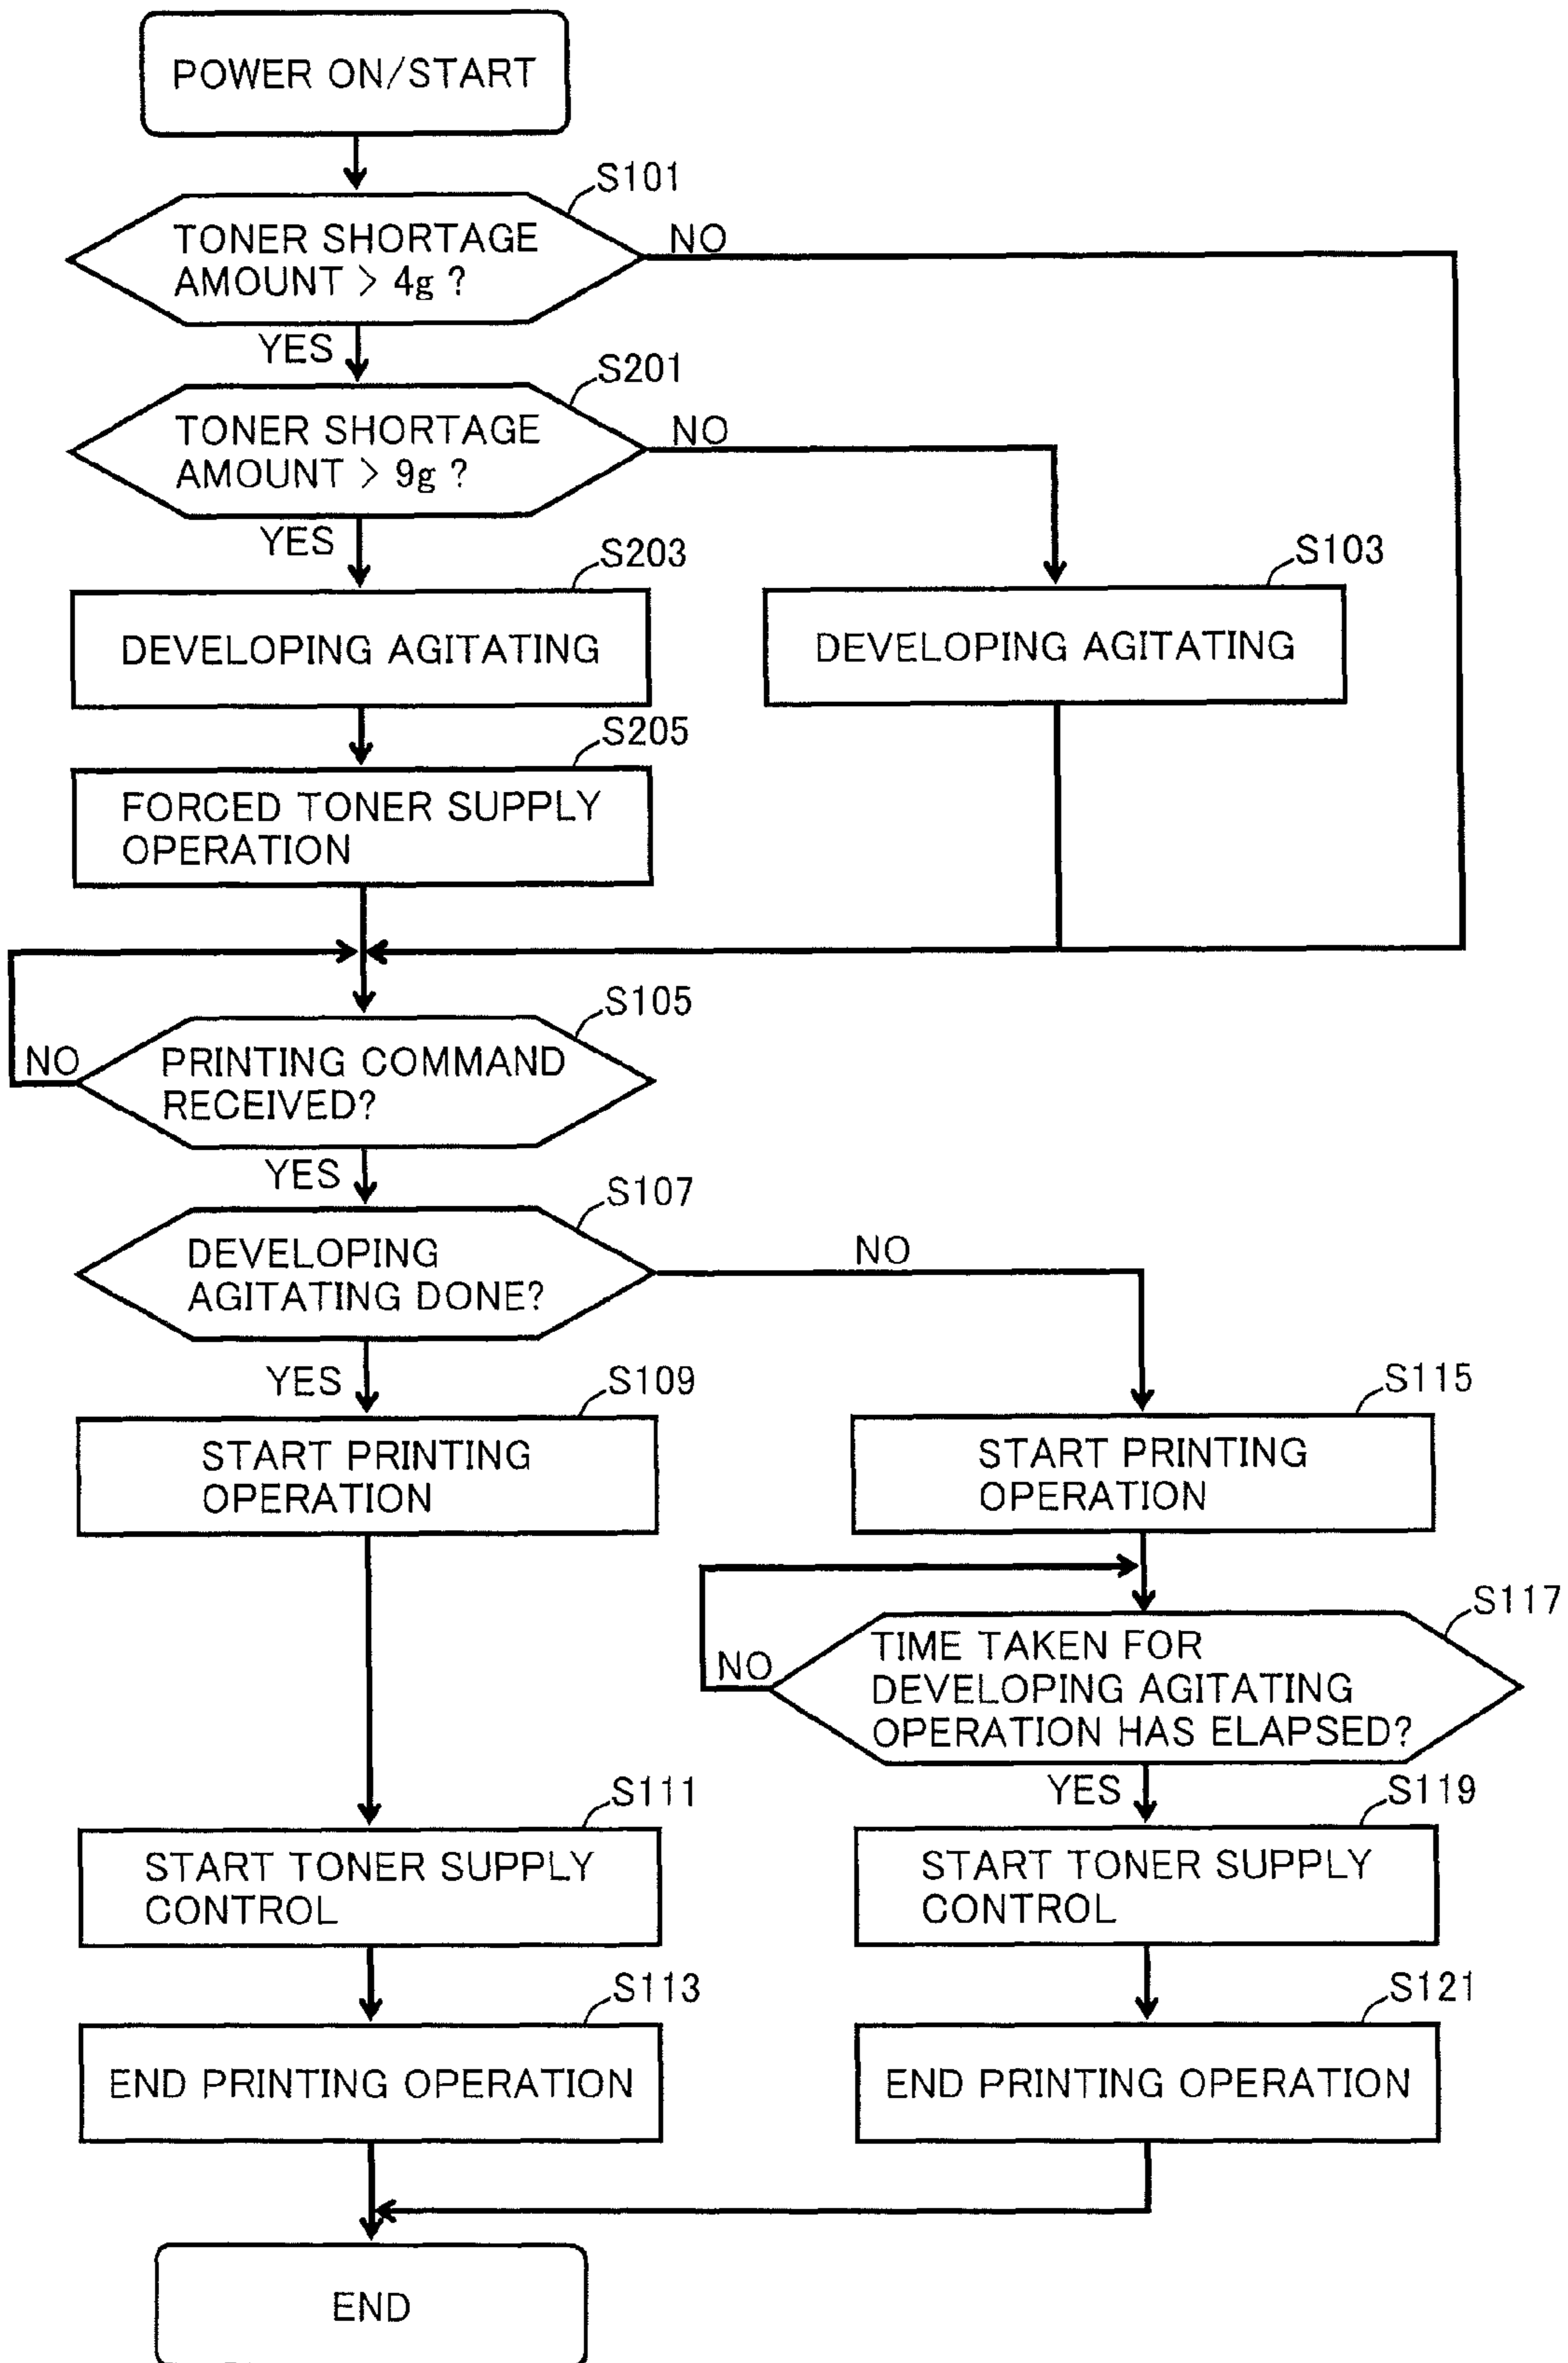 POWER ON/START
S101
TONER SHORTAGE
AMOUNT > 4g ?
NO
YES
S201
TONER SHORTAGE
AMOUNT > 9g ?
NO
YES
S203
DEVELOPING AGITATING
S103
DEVELOPING AGITATING
S205
FORCED TONER SUPPLY
OPERATION
S105
PRINTING COMMAND
RECEIVED?
NO
YES
S107
DEVELOPING
AGITATING DONE?
NO
YES
S109
START PRINTING
OPERATION
S115
START PRINTING
OPERATION
S117
TIME TAKEN FOR
DEVELOPING AGITATING
OPERATION HAS ELAPSED?
NO
YES
S111
START TONER SUPPLY
CONTROL
S119
START TONER SUPPLY
CONTROL
S113
END PRINTING OPERATION
S121
END PRINTING OPERATION
END